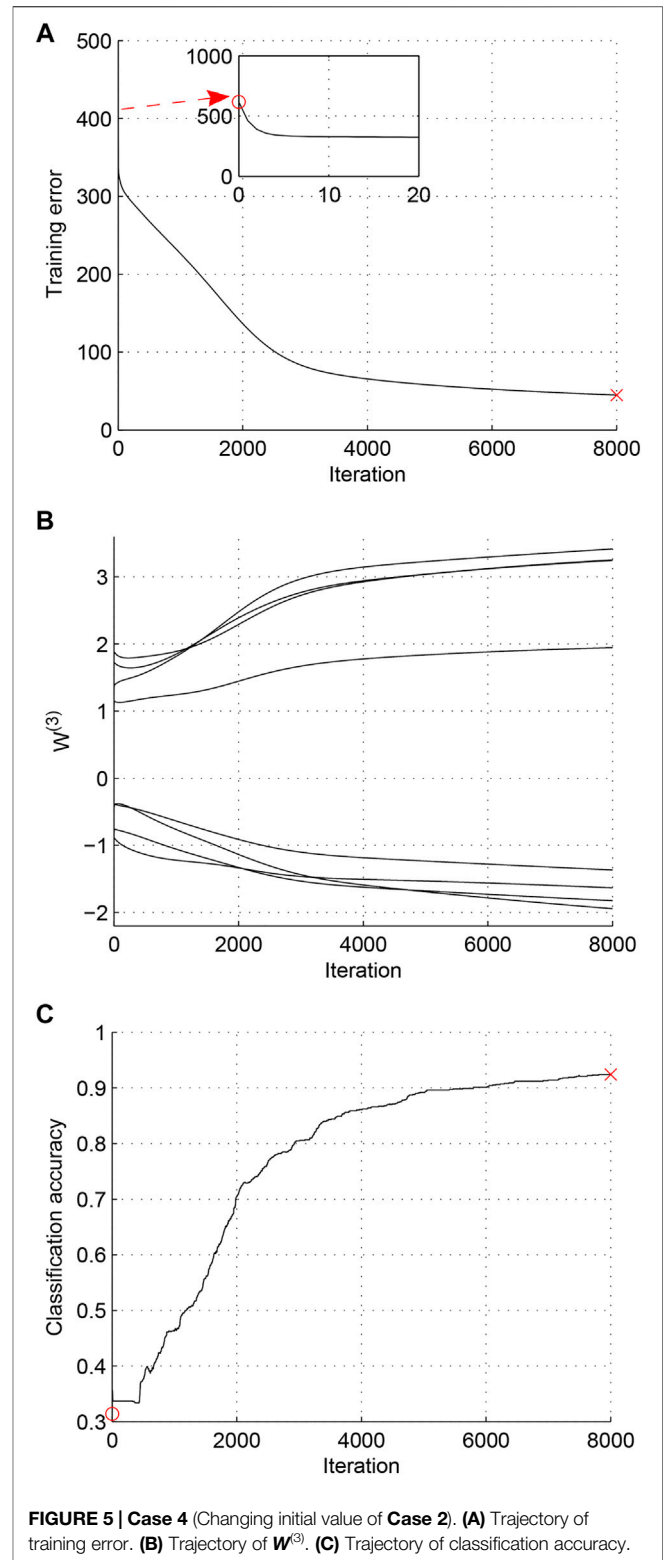 A
500
400
300
200
100
0
Training error
1000
500
0
0 10 20
0 2000 4000 6000 8000
Iteration
B
3
2
1
0
−1
−2
W(3)
0 2000 4000 6000 8000
Iteration
C
1
0.9
0.8
0.7
0.6
0.5
0.4
0.3
Classification accuracy
0 2000 4000 6000 8000
Iteration
FIGURE 5 | Case 4 (Changing initial value of Case 2). (A) Trajectory of
training error. (B) Trajectory of W(3). (C) Trajectory of classification accuracy.